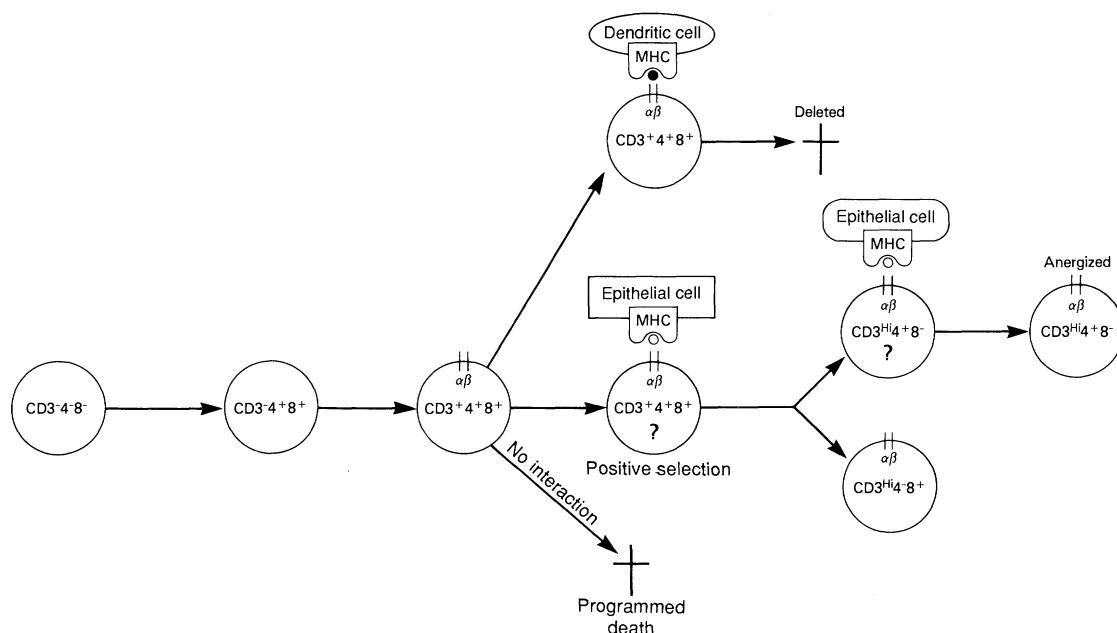 Dendritic cell
MHC
αβ
CD3⁺4⁺8⁺
Deleted
Epithelial cell
MHC
αβ
CD3ᴴⁱ4⁺8⁻
?
Anergized
αβ
CD3ᴴⁱ4⁺8⁻
Epithelial cell
MHC
αβ
CD3⁺4⁺8⁺
?
Positive selection
CD3⁻4⁻8⁻
CD3⁻4⁺8⁺
αβ
CD3⁺4⁺8⁺
αβ
CD3ᴴⁱ4⁻8⁺
No interaction
Programmed
death